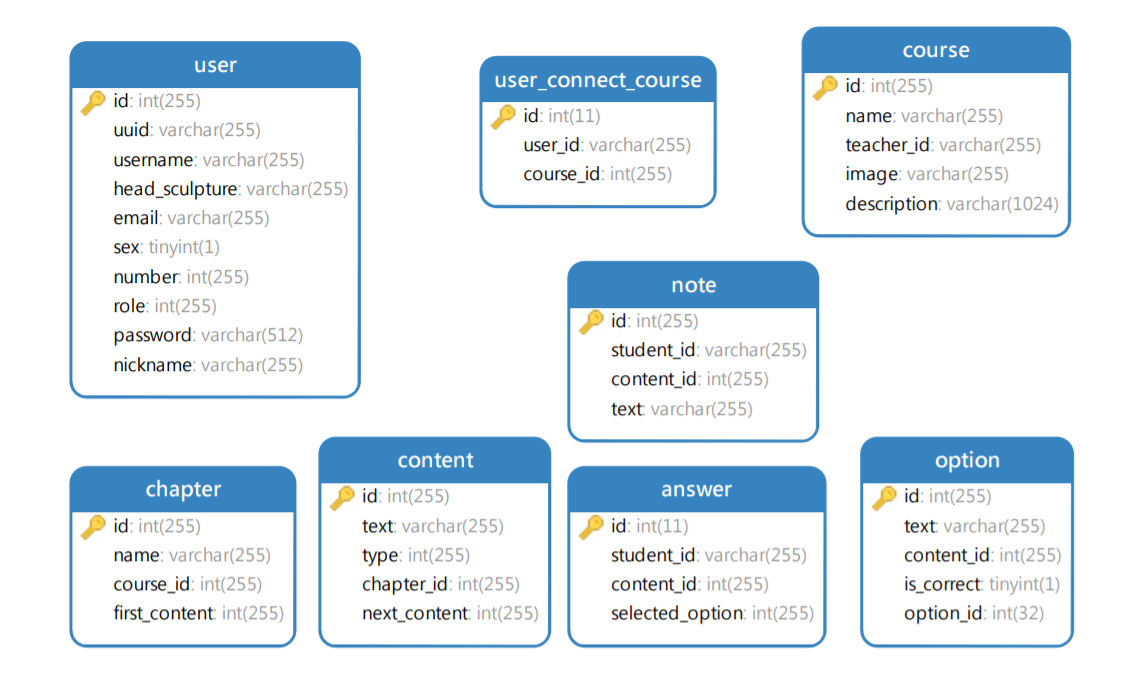 user
id: int(255)
uuid: varchar(255)
username: varchar(255)
head_sculpture: varchar(255)
email: varchar(255)
sex: tinyint(1)
number: int(255)
role: int(255)
password: varchar(512)
nickname: varchar(255)
user_connect_course
id: int(11)
user_id: varchar(255)
course_id: int(255)
course
id: int(255)
name: varchar(255)
teacher_id: varchar(255)
image: varchar(255)
description: varchar(1024)
note
id: int(255)
student_id: varchar(255)
content_id: int(255)
text: varchar(255)
chapter
id: int(255)
name: varchar(255)
course_id: int(255)
first_content: int(255)
content
id: int(255)
text: varchar(255)
type: int(255)
chapter_id: int(255)
next_content: int(255)
answer
id: int(11)
student_id: varchar(255)
content_id: int(255)
selected_option: int(255)
option
id: int(255)
text: varchar(255)
content_id: int(255)
is_correct: tinyint(1)
option_id: int(32)